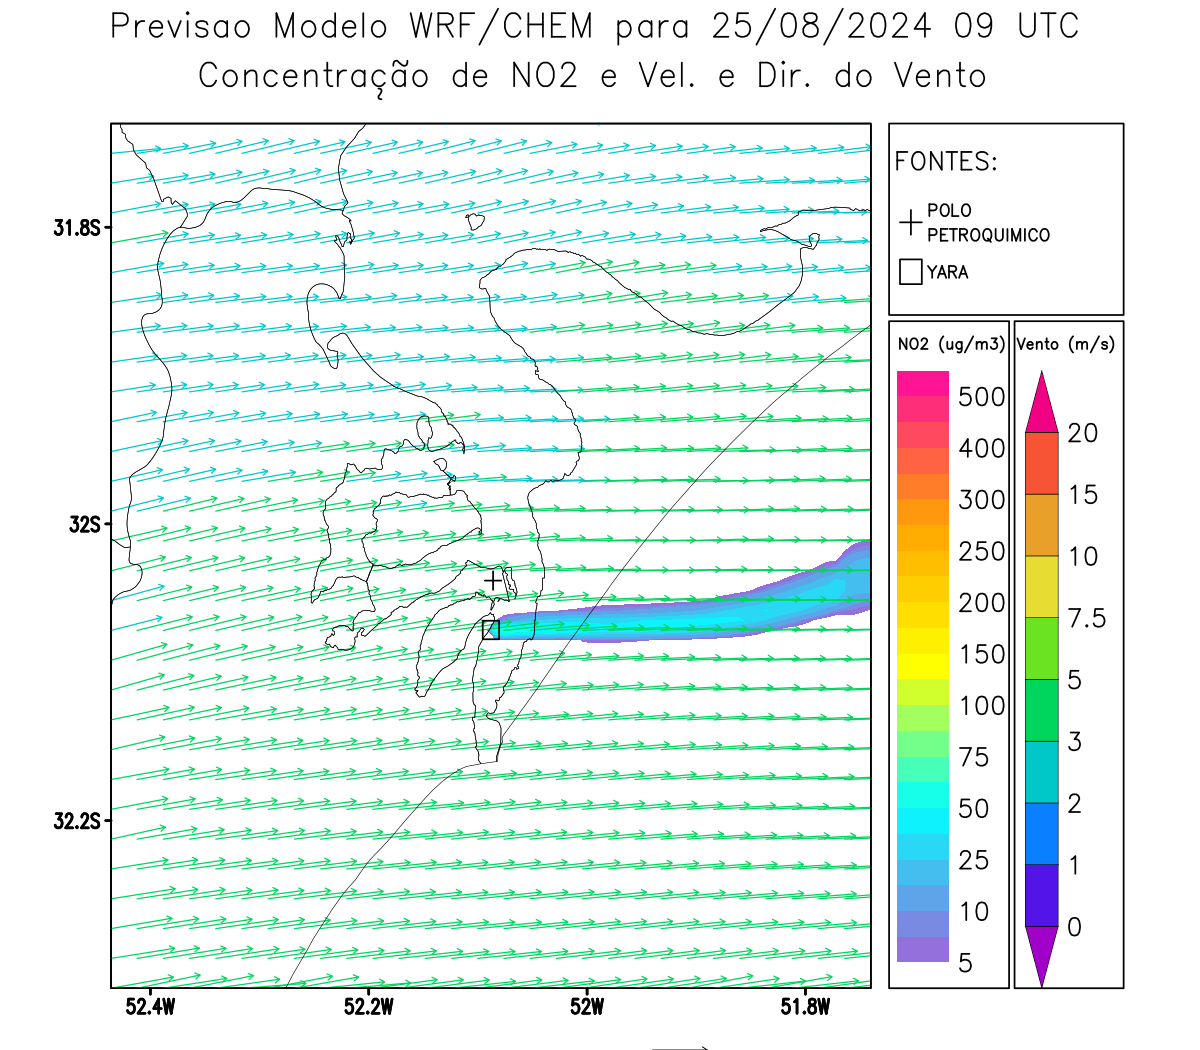 Previsao Modelo WRF/CHEM para 25/08/2024 09 UTC
Concentração de NO2 e Vel. e Dir. do Vento
FONTES:
POLO
PETROQUIMICO
YARA
31.8S
32S
32.2S
52.4W
52.2W
52W
51.8W
NO2 (ug/m3)
500
400
300
250
200
150
100
75
50
25
10
5
Vento (m/s)
20
15
10
7.5
5
3
2
1
0